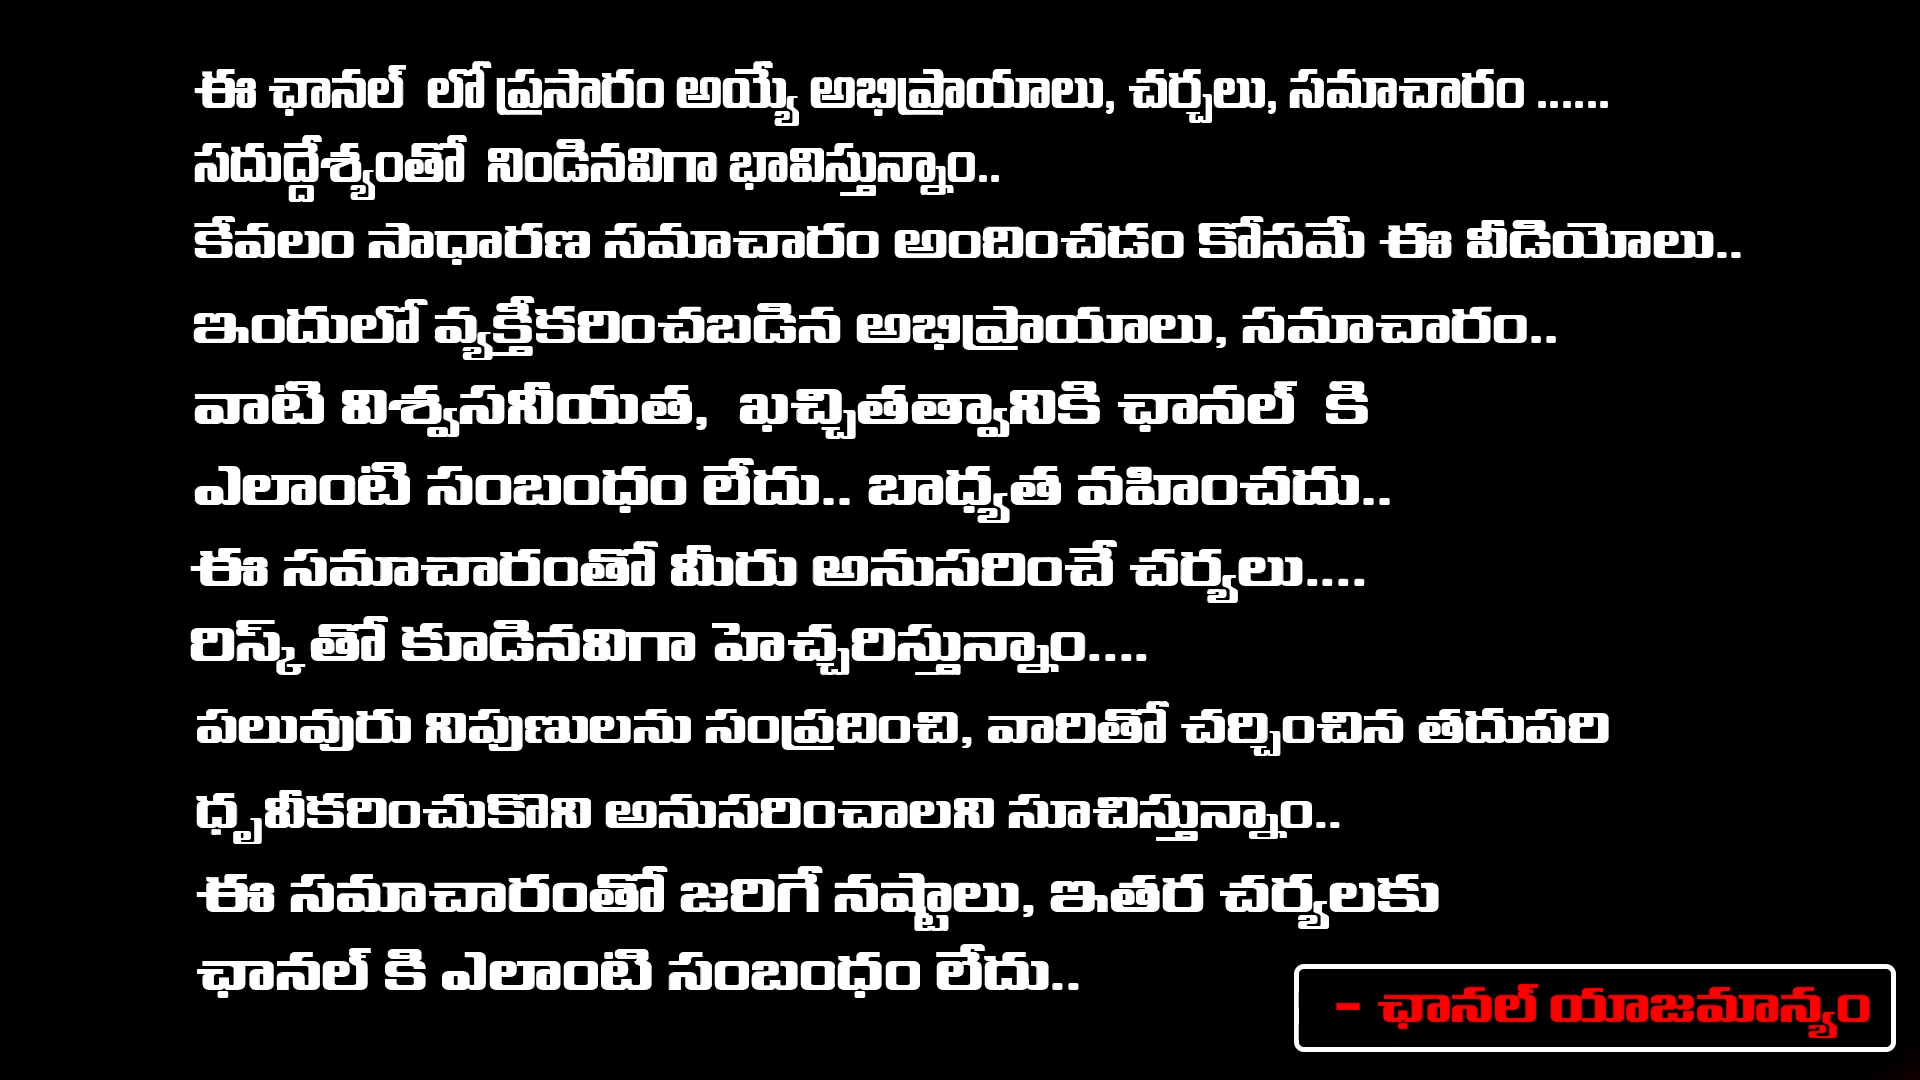 ఈ ఛానల్ లో ప్రసారం అయ్యే అభిప్రాయాలు, చర్చలు, సమాచారం ......
సదుద్దేశ్యంతో నిండినవిగా భావిస్తున్నాం..
కేవలం సాధారణ సమాచారం అందించడం కోసమే ఈ వీడియోలు..
ఇందులో వ్యక్తీకరించబడిన అభిప్రాయాలు, సమాచారం..
వాటి విశ్వసనీయత, ఖచ్చితత్వానికి ఛానల్ కి
ఎలాంటి సంబంధం లేదు.. బాధ్యత వహించదు..
ఈ సమాచారంతో మీరు అనుసరించే చర్యలు....
రిస్క్ తో కూడినవిగా హెచ్చరిస్తున్నాం....
పలువురు నిపుణులను సంప్రదించి, వారితో చర్చించిన తదుపరి
ధృవీకరించుకొని అనుసరించాలని సూచిస్తున్నాం..
ఈ సమాచారంతో జరిగే నష్టాలు, ఇతర చర్యలకు
ఛానల్ కి ఎలాంటి సంబంధం లేదు..
- ఛానల్ యాజమాన్యం